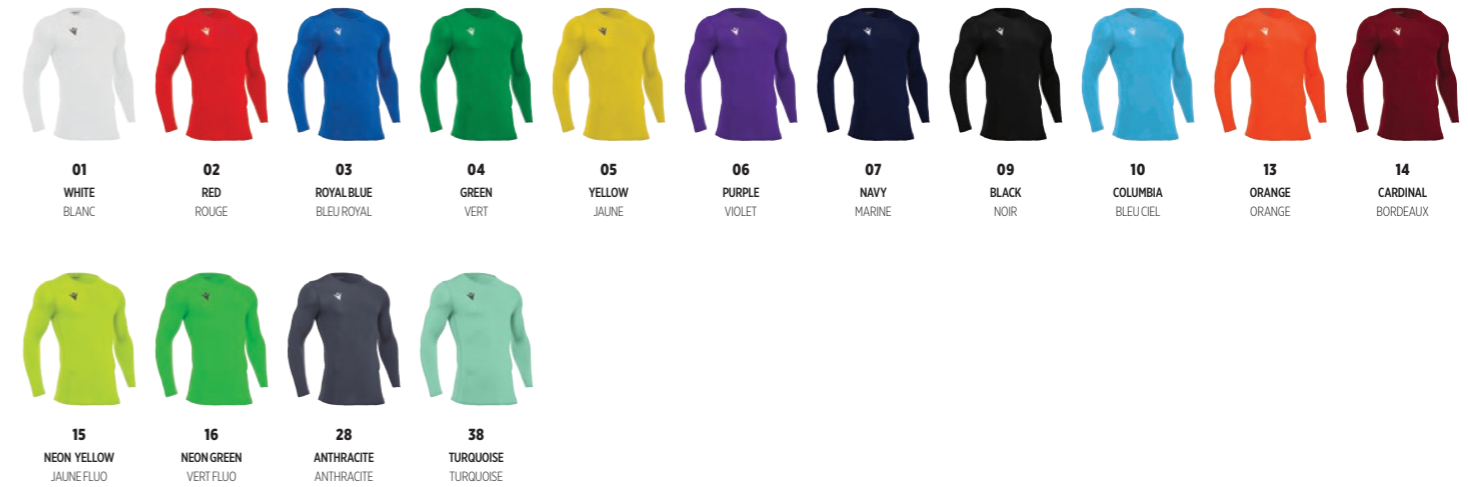 01 02 03 04 05 06 07 09 10 13 14
WHITE RED ROYAL BLUE GREEN YELLOW PURPLE NAVY BLACK COLUMBIA ORANGE CARDINAL
BLANC ROUGE BLEU ROYAL VERT JAUNE VIOLET MARINE NOIR BLEU CIEL ORANGE BORDEAUX
15 16 28 38
NEON YELLOW NEON GREEN ANTHRACITE TURQUOISE
JAUNE FLUO VERT FLUO ANTHRACITE TURQUOISE